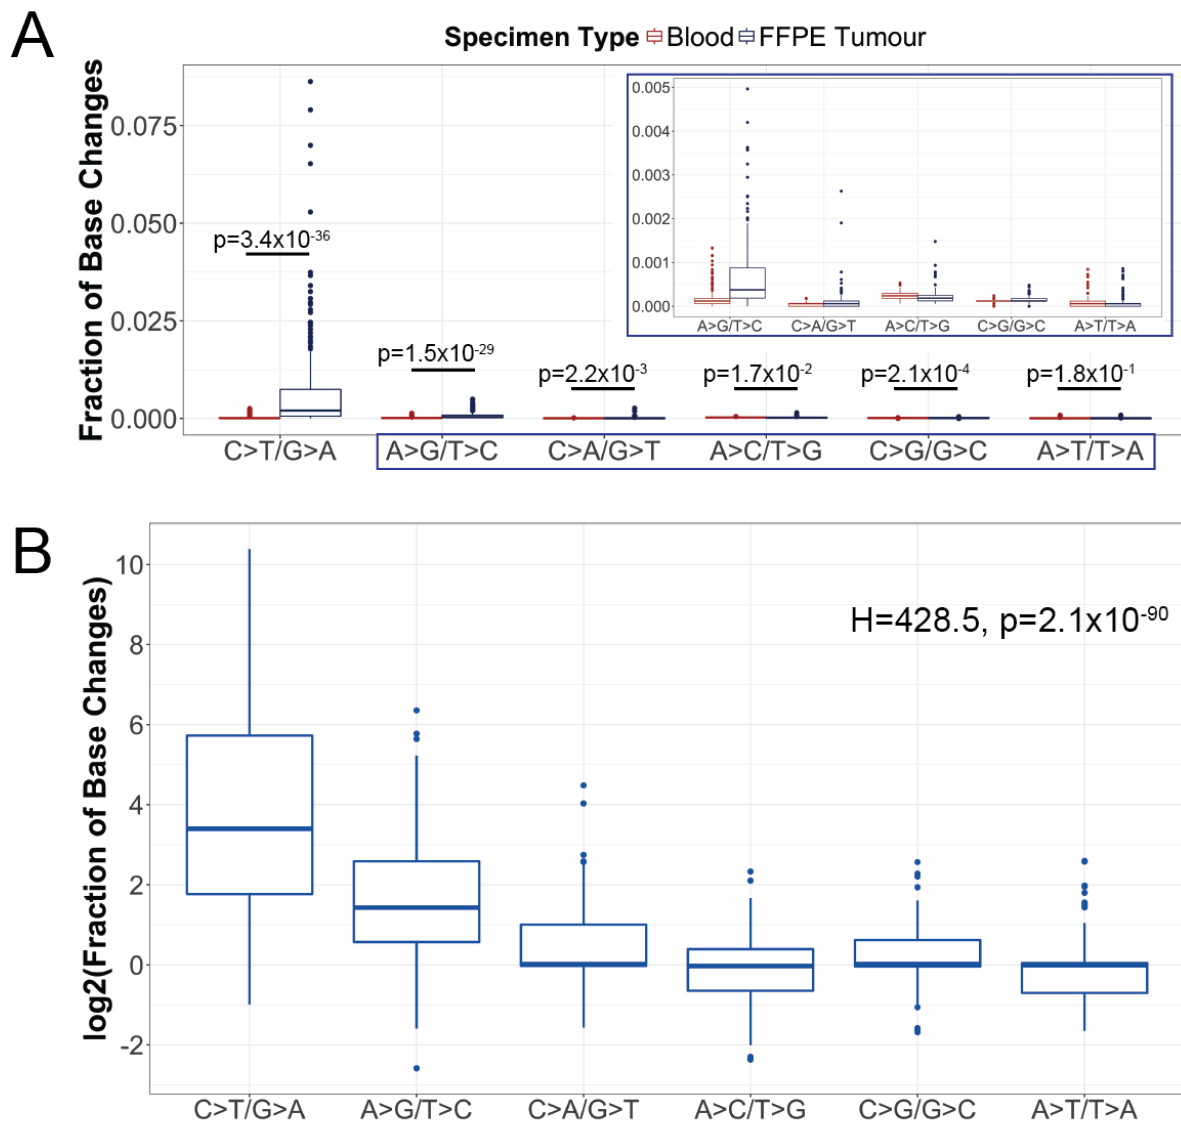 A
Specimen Type Blood FFPE Tumour
Fraction of Base Changes
0.075
0.050
0.025
0.000
p=3.4x10-36
p=1.5x10-29
p=2.2x10-3
p=1.7x10-2
p=2.1x10-4
p=1.8x10-1
0.005
0.004
0.003
0.002
0.001
0.000
A>G/T>C C>A/G>T A>C/T>G C>G/G>C A>T/T>A
C>T/G>A A>G/T>C C>A/G>T A>C/T>G C>G/G>C A>T/T>A
B
log2(Fraction of Base Changes)
10
8
6
4
2
0
-2
H=428.5, p=2.1x10-90
C>T/G>A A>G/T>C C>A/G>T A>C/T>G C>G/G>C A>T/T>A